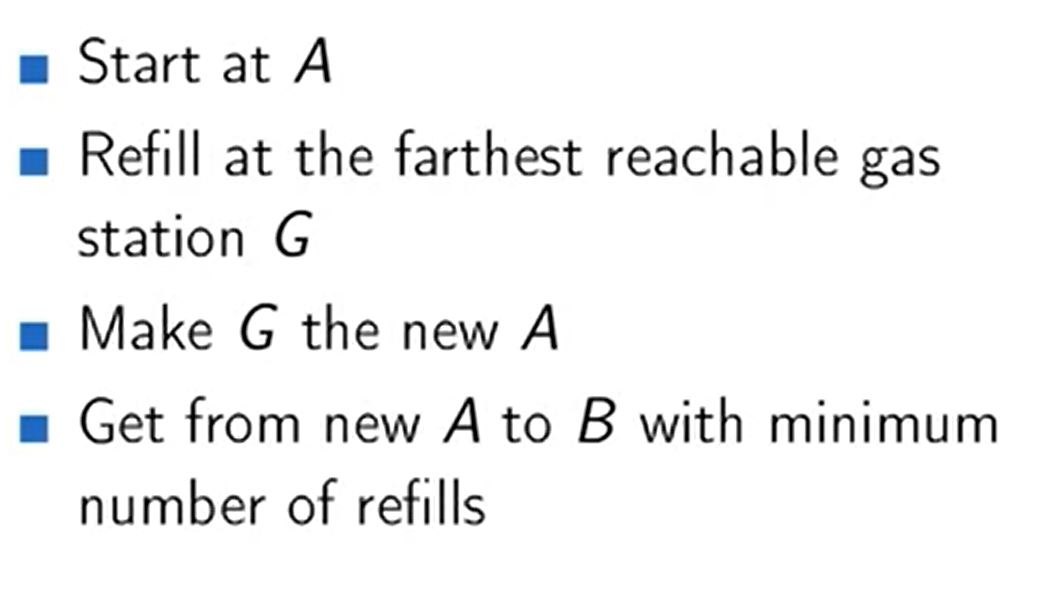 Start at A
Refill at the farthest reachable gas
station G
Make G the new A
Get from new A to B with minimum
number of refills